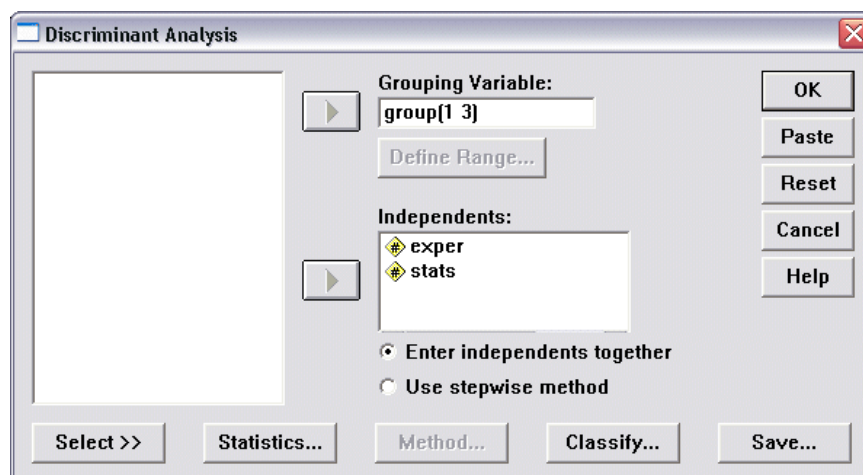 Discriminant Analysis
Grouping Variable:
group(1 3)
Define Range...
Independents:
# exper
# stats
Enter independents together
Use stepwise method
OK
Paste
Reset
Cancel
Help
Select >>
Statistics...
Method...
Classify...
Save...